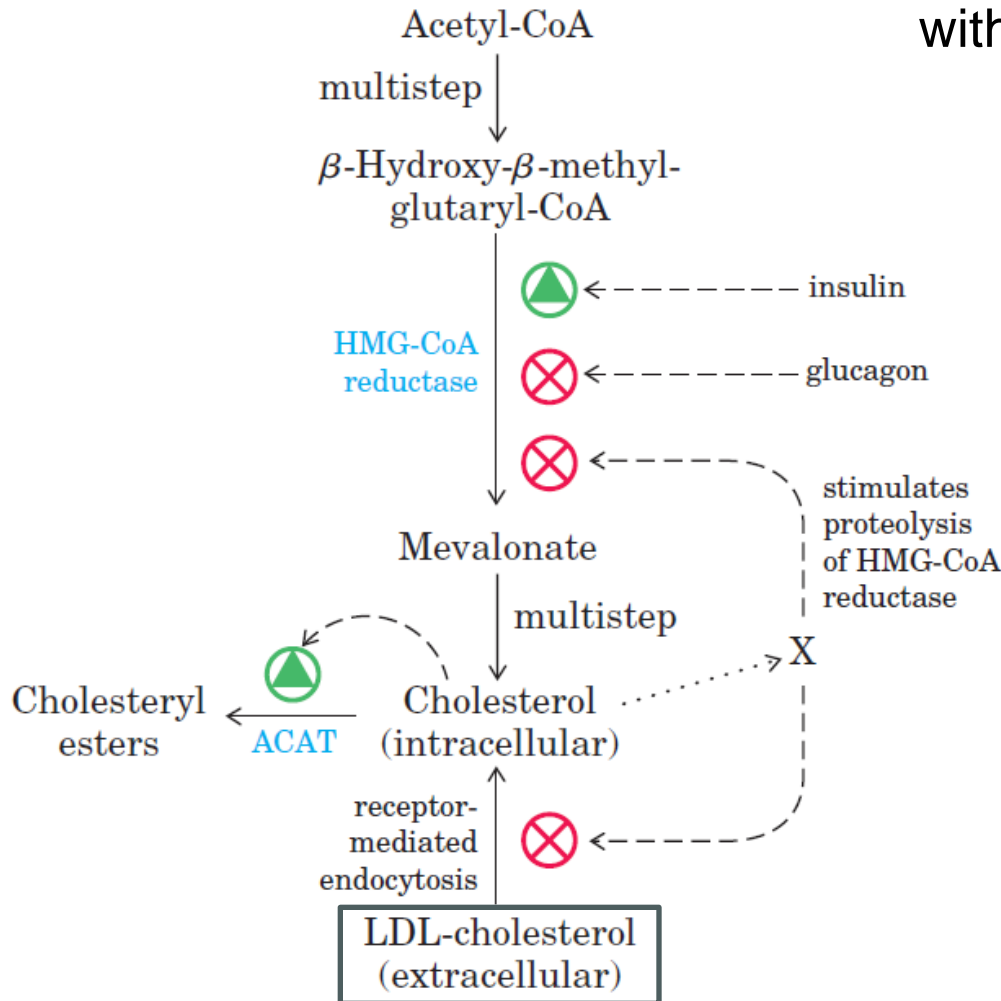 with
Acetyl-CoA
multistep
β-Hydroxy-β-methyl-
glutaryl-CoA
insulin
HMG-CoA
reductase
glucagon
stimulates
proteolysis
of HMG-CoA
reductase
Mevalonate
multistep
X
Cholesteryl
esters
ACAT
Cholesterol
(intracellular)
receptor-
mediated
endocytosis
LDL-cholesterol
(extracellular)